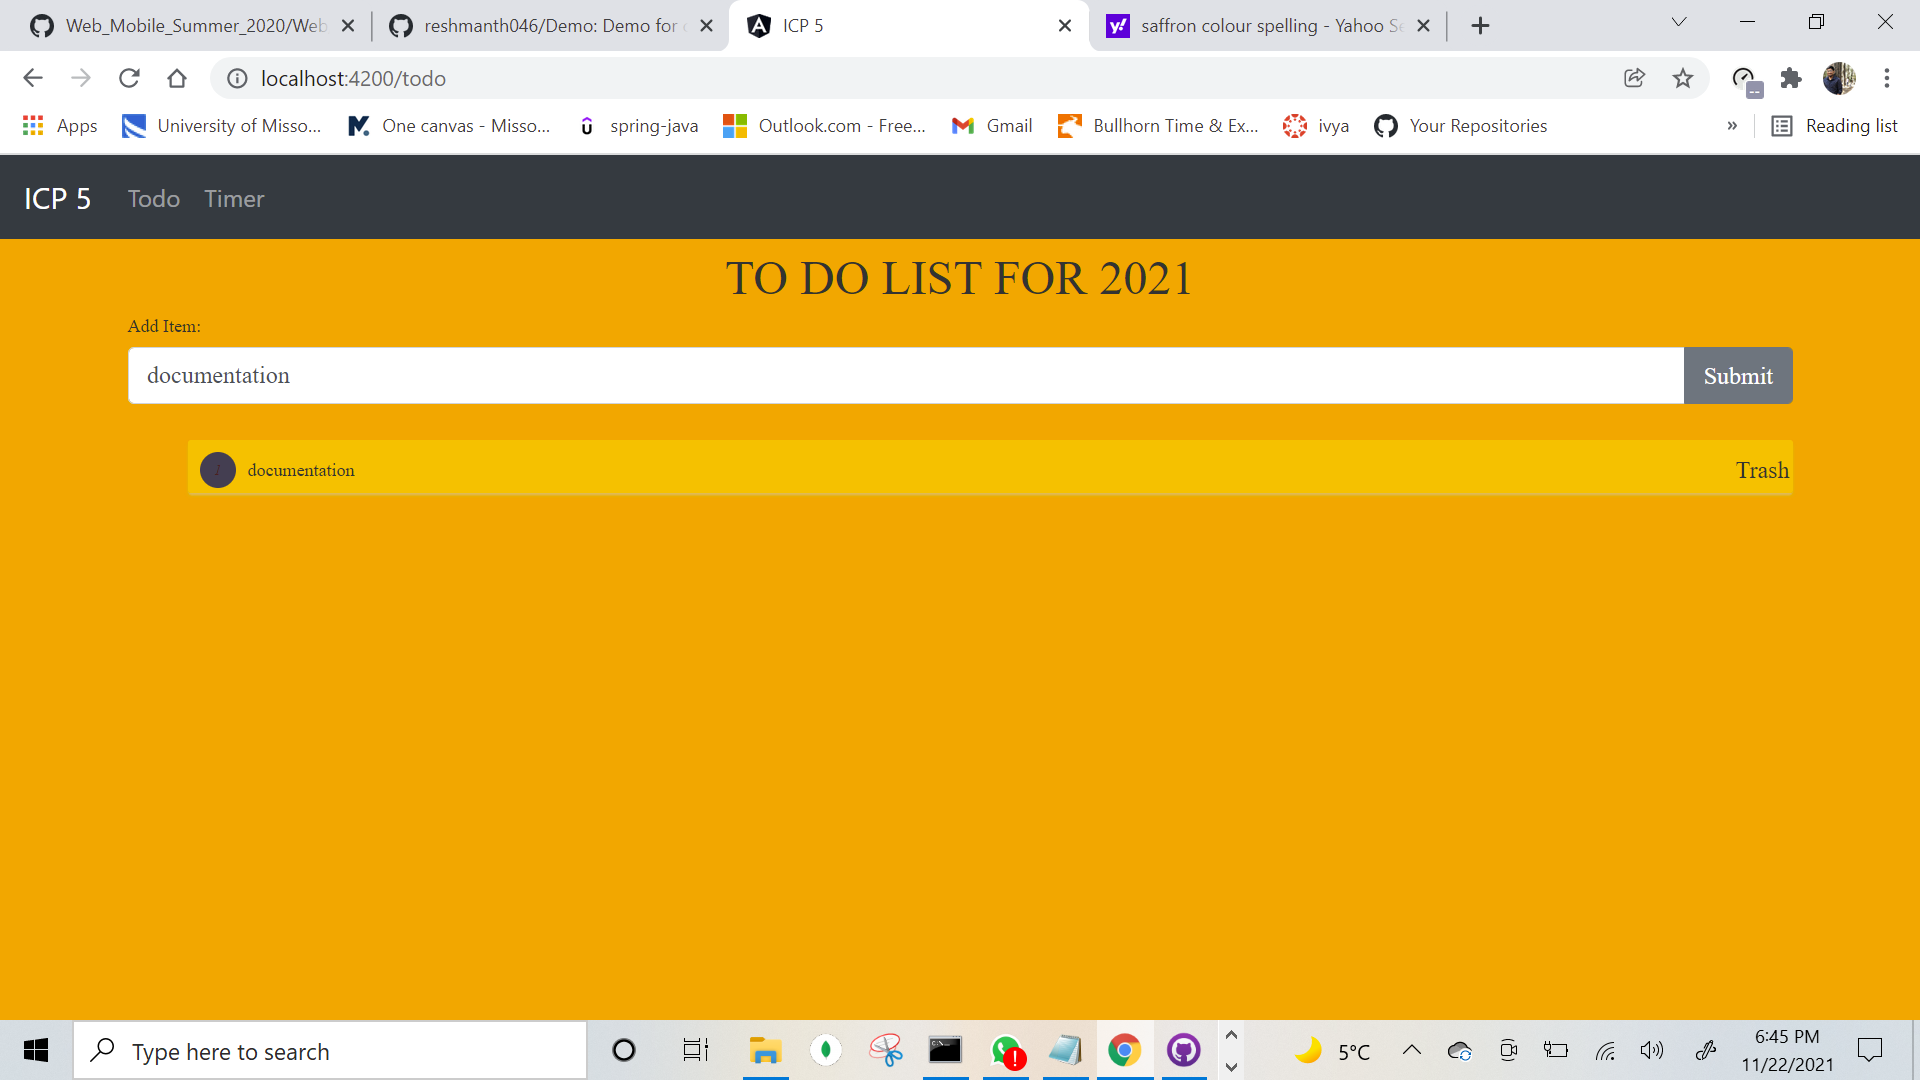 Web_Mobile_Summer_2020/Web
reshmanth046/Demo: Demo for
ICP 5
saffron colour spelling - Yahoo Se
localhost:4200/todo
Apps
University of Misso...
One canvas - Misso...
spring-java
Outlook.com - Free...
Gmail
Bullhorn Time & Ex...
ivya
Your Repositories
»
Reading list
ICP 5 Todo Timer
TO DO LIST FOR 2021
Add Item:
documentation
Submit
documentation
Trash
Type here to search
5°C
6:45 PM
11/22/2021